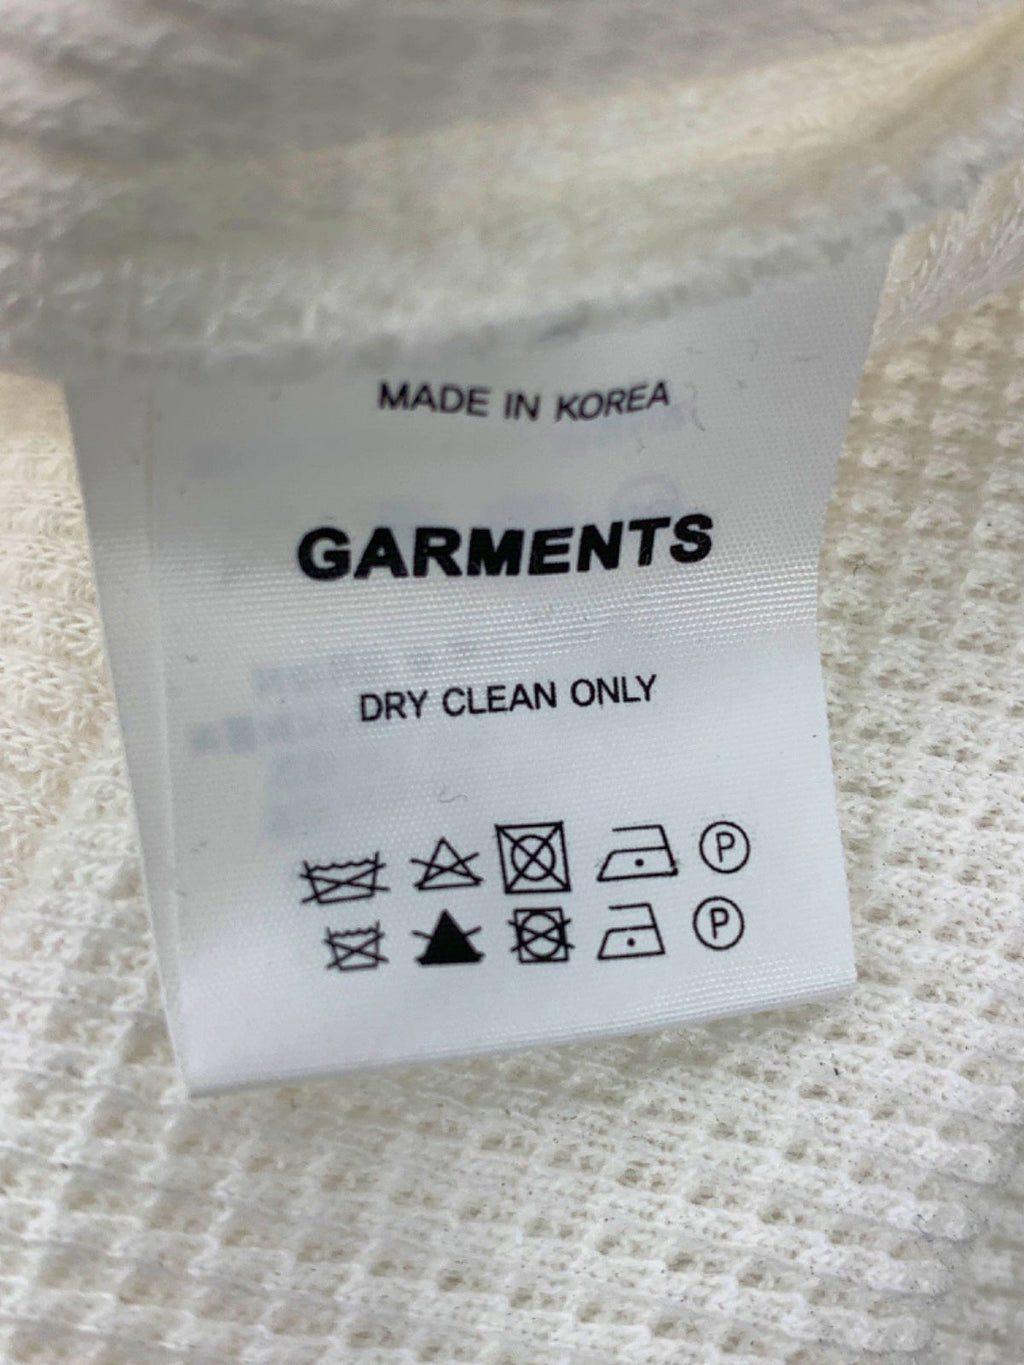 MADE IN KOREA
GARMENTS
DRY CLEAN ONLY
P
P